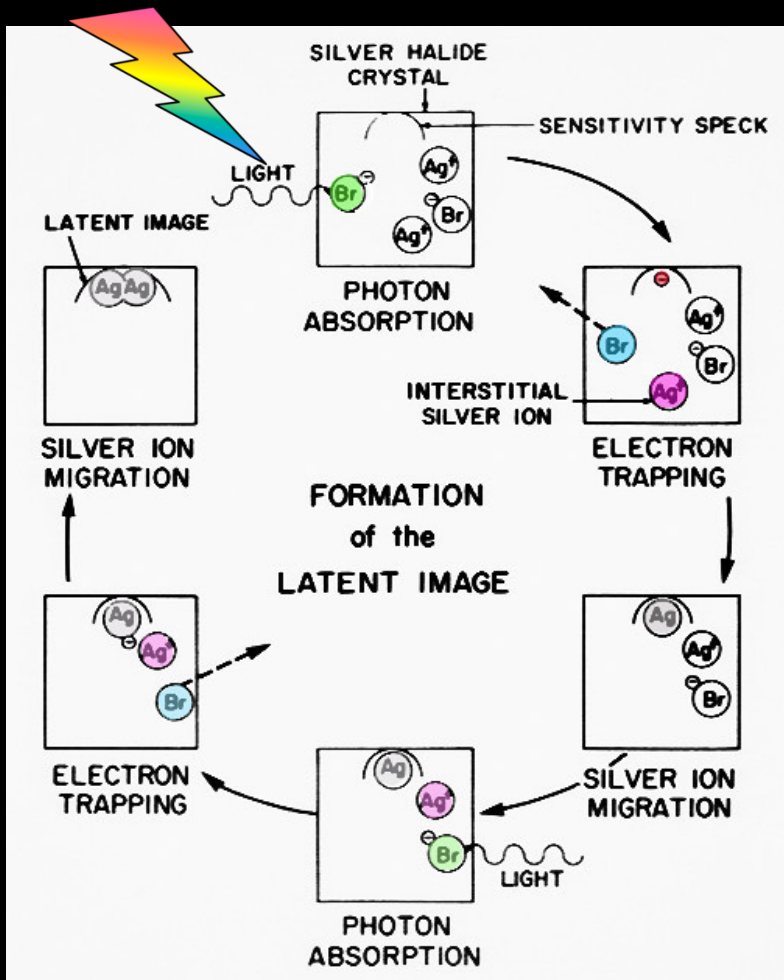 SILVER HALIDE
CRYSTAL
SENSITIVITY SPECK
LIGHT
Br
⊖
Ag+
⊖
Br
Ag+
PHOTON
ABSORPTION
LATENT IMAGE
AgAg
SILVER ION
MIGRATION
⊖
Ag+
Br
⊖
Br
INTERSTITIAL
SILVER ION
Ag+
ELECTRON
TRAPPING
FORMATION
of the
LATENT IMAGE
Ag
⊖
Ag+
Br
ELECTRON
TRAPPING
Ag
Ag+
⊖
Br
SILVER ION
MIGRATION
Ag
Ag+
⊖
Br
LIGHT
PHOTON
ABSORPTION